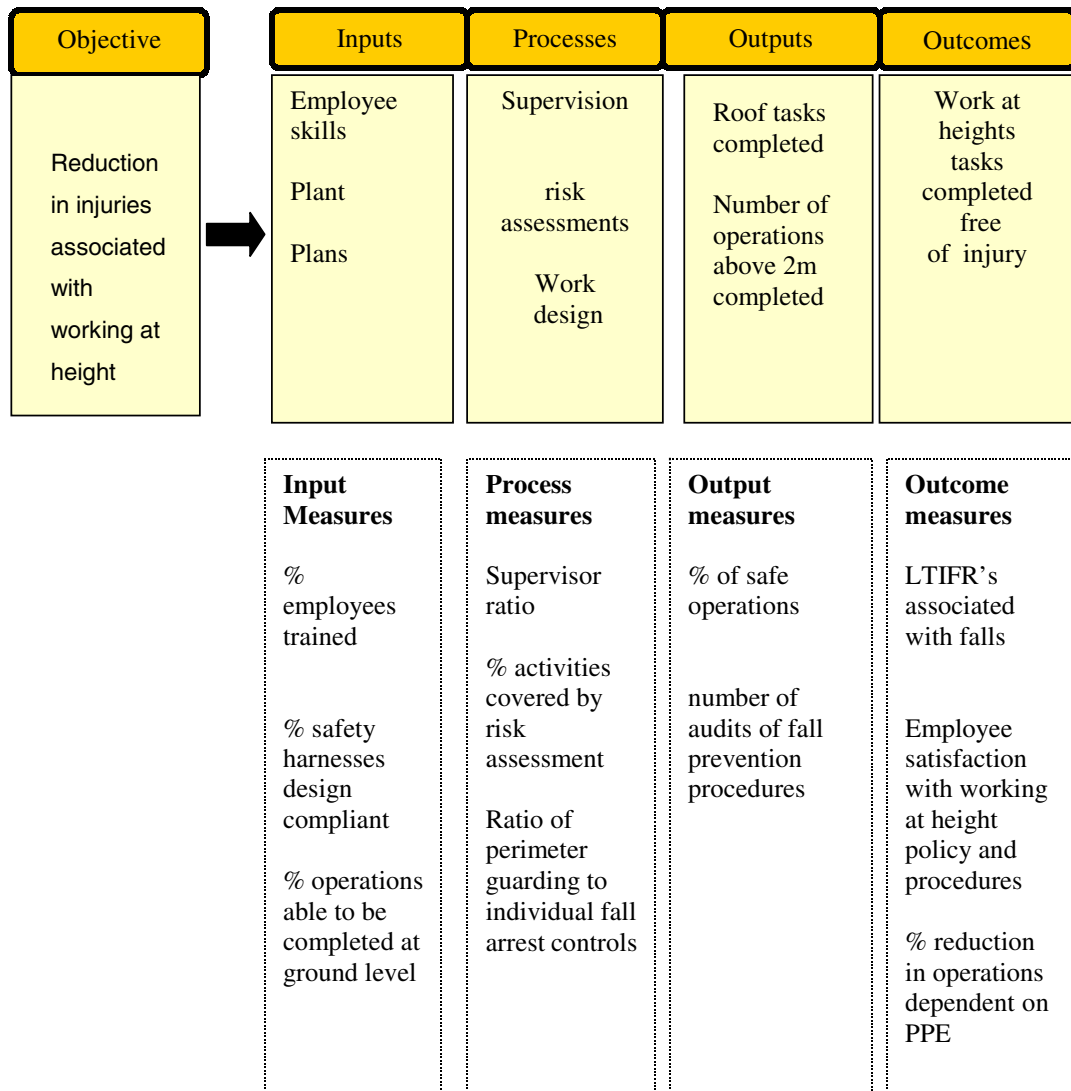 Objective
Inputs
Processes
Outputs
Outcomes
Reduction
in injuries
associated
with
working at
height
Employee
skills
Plant
Plans
Supervision
risk
assessments
Work
design
Roof tasks
completed
Number of
operations
above 2m
completed
Work at
heights
tasks
completed
free
of injury
Input
Measures
%
employees
trained
% safety
harnesses
design
compliant
% operations
able to be
completed at
ground level
Process
measures
Supervisor
ratio
% activities
covered by
risk
assessment
Ratio of
perimeter
guarding to
individual fall
arrest controls
Output
measures
% of safe
operations
number of
audits of fall
prevention
procedures
Outcome
measures
LTIFR's
associated
with falls
Employee
satisfaction
with working
at height
policy and
procedures
% reduction
in operations
dependent on
PPE